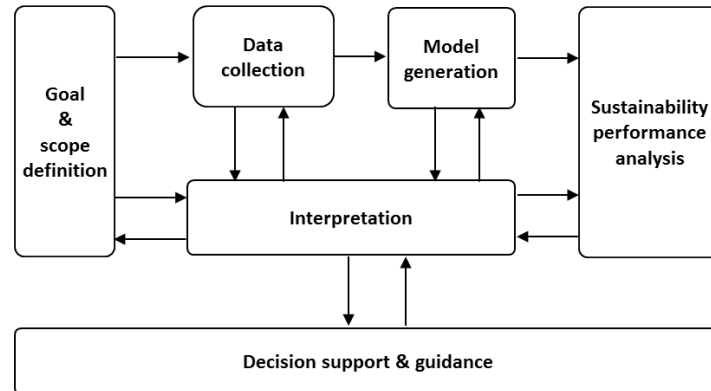 Goal
&
scope
definition
Data
collection
Model
generation
Sustainability
performance
analysis
Interpretation
Decision support & guidance